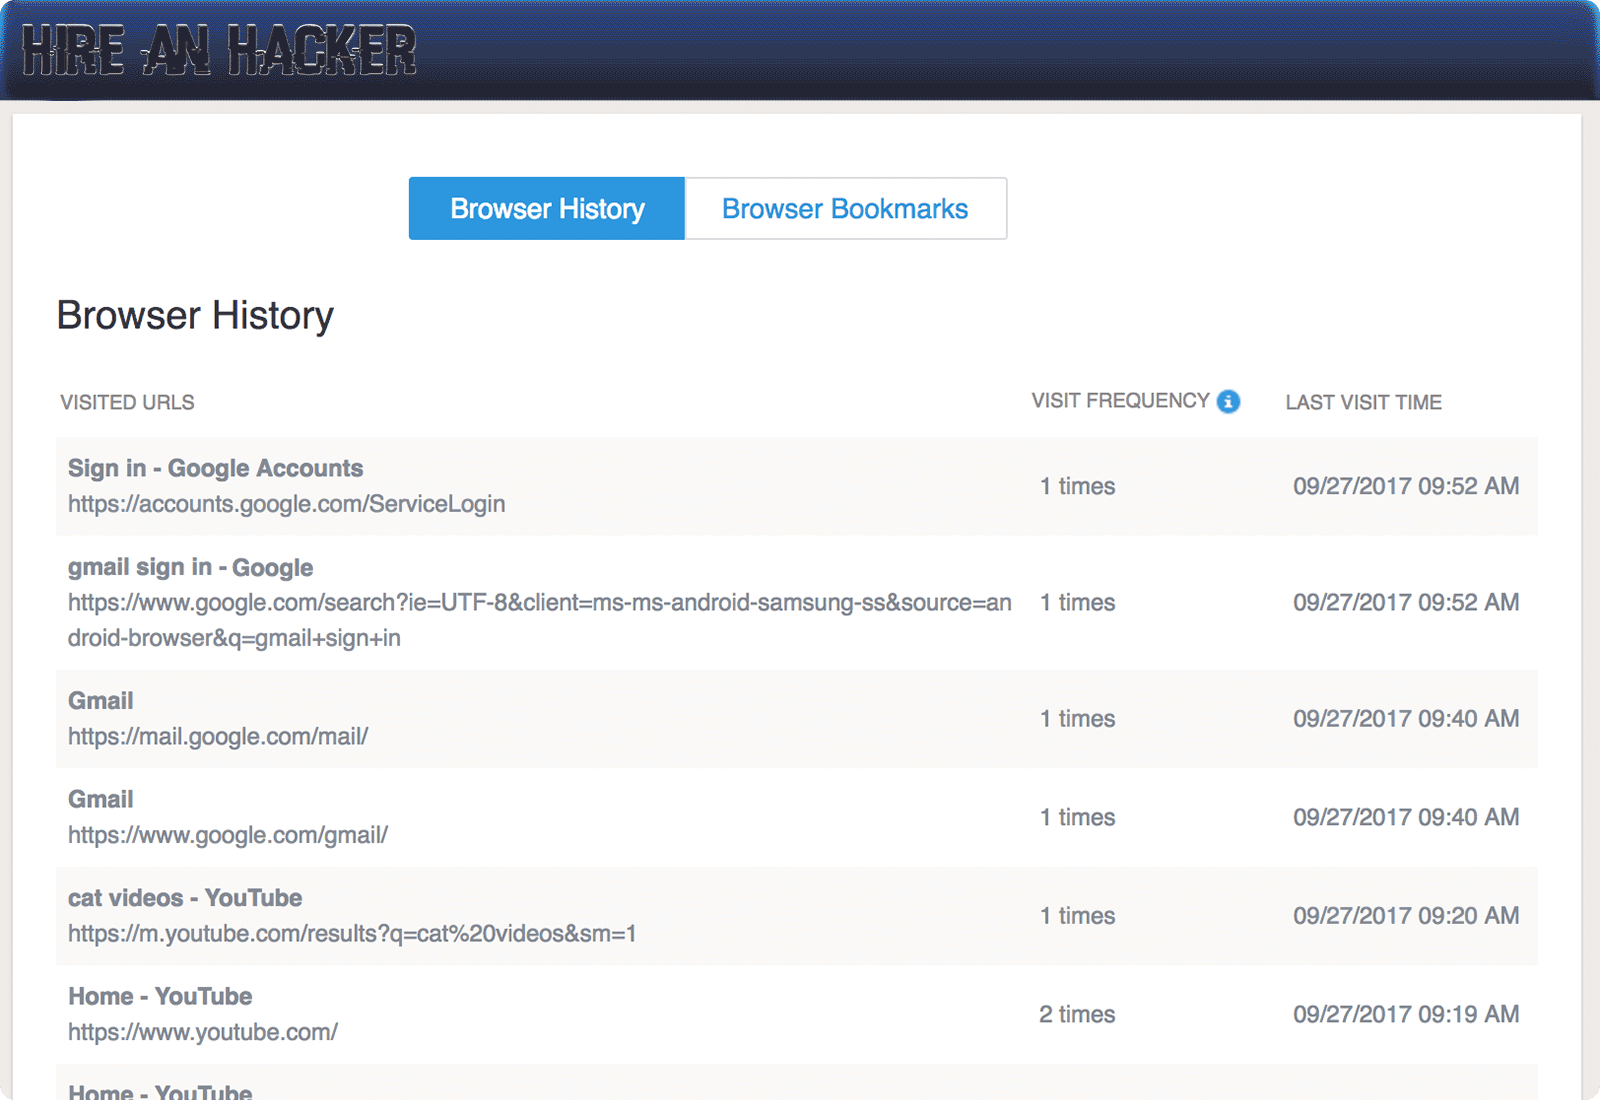 HIRE AN HACKER
Browser History
Browser Bookmarks
Browser History
VISITED URLS
VISIT FREQUENCY
LAST VISIT TIME
Sign in - Google Accounts
https://accounts.google.com/ServiceLogin
1 times
09/27/2017 09:52 AM
gmail sign in - Google
https://www.google.com/search?ie=UTF-8&client=ms-ms-android-samsung-ss&source=an
droid-browser&q=gmail+sign+in
1 times
09/27/2017 09:52 AM
Gmail
https://mail.google.com/mail/
1 times
09/27/2017 09:40 AM
Gmail
https://www.google.com/gmail/
1 times
09/27/2017 09:40 AM
cat videos - YouTube
https://m.youtube.com/results?q=cat%20videos&sm=1
1 times
09/27/2017 09:20 AM
Home - YouTube
https://www.youtube.com/
2 times
09/27/2017 09:19 AM
Home - YouTube